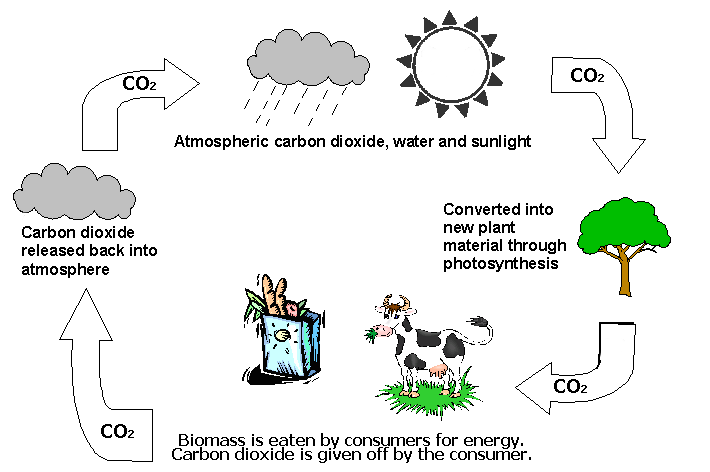 CO₂
Atmospheric carbon dioxide, water and sunlight
CO₂
Converted into
new plant
material through
photosynthesis
CO₂
Biomass is eaten by consumers for energy.
Carbon dioxide is given off by the consumer.
CO₂
Carbon dioxide
released back into
atmosphere